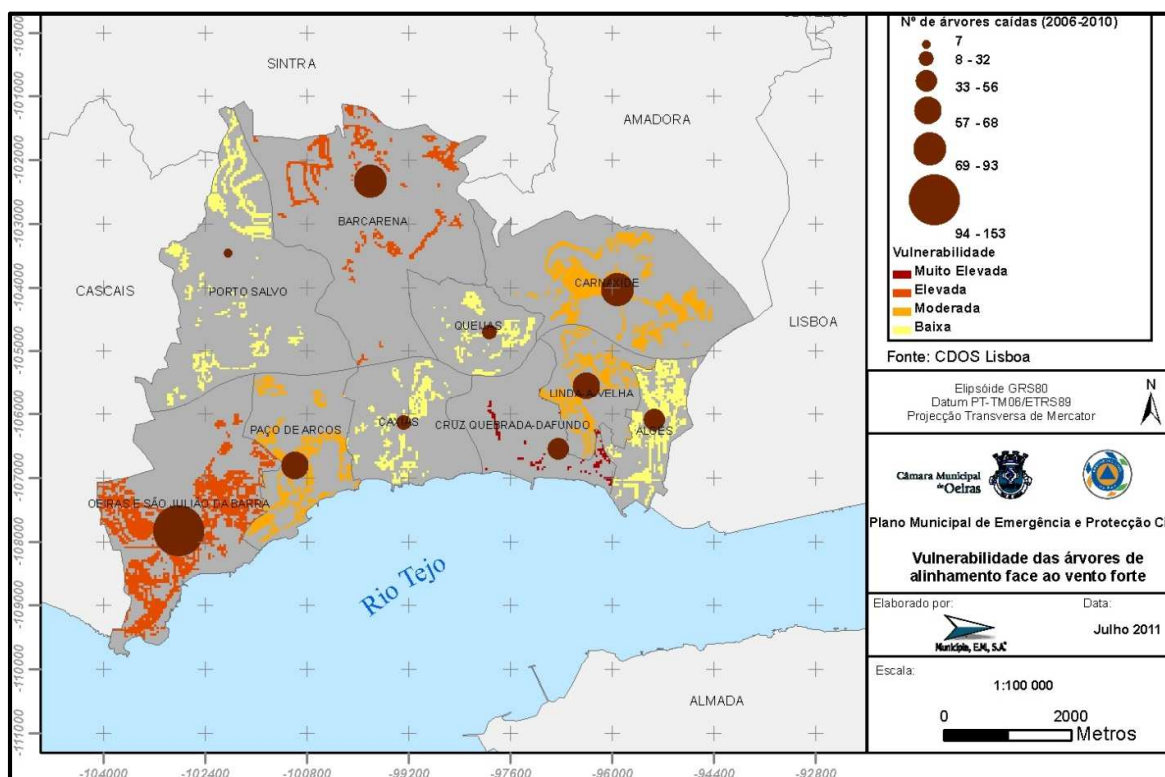 Nº de árvores caídas (2006-2010)
7
8 - 32
33 - 56
57 - 68
69 - 93
94 - 153
Vulnerabilidade
Muito Elevada
Elevada
Moderada
Baixa
Fonte: CDOS Lisboa
Elipsóide GRS80
Datum PT-TM06/ETRS89
Projecção Transversa de Mercator
N
Câmara Municipal
de Oeiras
Plano Municipal de Emergência e Protecção Ci
Vulnerabilidade das árvores de
alinhamento face ao vento forte
Elaborado por:
Data:
Municípia, E.M., S.A.
Julho 2011
Escala:
1:100 000
0 2000
Metros
SINTRA
AMADORA
CASCAIS
LISBOA
ALMADA
BARCARENA
PORTO SALVO
CARNAXIDE
QUEIJAS
LINDA-A-VELHA
ALGÉS
CAXIAS
CRUZ QUEBRADA-DAFUNDO
PAÇO DE ARCOS
OEIRAS E SÃO JULIÃO DA BARRA
Rio Tejo
-100000
-101000
-102000
-103000
-104000
-105000
-106000
-107000
-108000
-109000
-110000
-111000
-104000 -102400 -100800 -99200 -97600 -96000 -94400 -92800